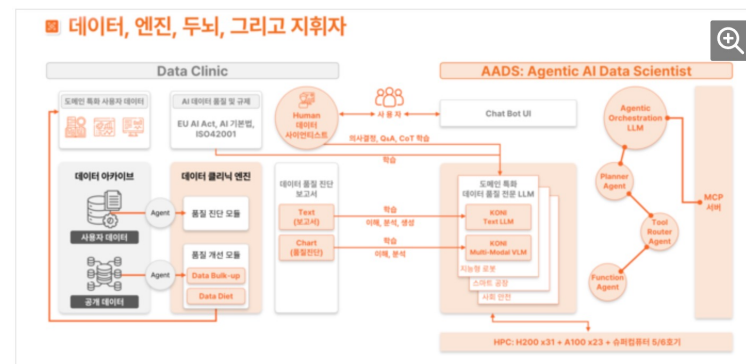 데이터, 엔진, 두뇌, 그리고 지휘자
Data Clinic
AADS: Agentic AI Data Scientist
도메인 특화 사용자 데이터
AI 데이터 품질 및 규제
EU AI Act, AI 기본법,
ISO42001
Human
데이터
사이언티스트
사용자
Chat Bot UI
의사결정, Q&A, CoT 학습
학습
Agentic
Orchestration
LLM
Planner
Agent
Tool
Router
Agent
Function
Agent
MCP
서버
데이터 아카이브
사용자 데이터
공개 데이터
Agent
Agent
데이터 클리닉 엔진
품질 진단 모듈
품질 개선 모듈
Data Bulk-up
Data Diet
데이터 품질 진단
보고서
Text
(보고서)
Chart
(품질진단)
학습
이해, 분석, 생성
학습
이해, 분석
도메인 특화
데이터 품질 전문 LLM
KONI
Text LLM
KONI
Multi-Modal VLM
지능형 로봇
스마트 공장
사회 안전
HPC: H200 x31 + A100 x23 + 슈퍼컴퓨터 5/6호기